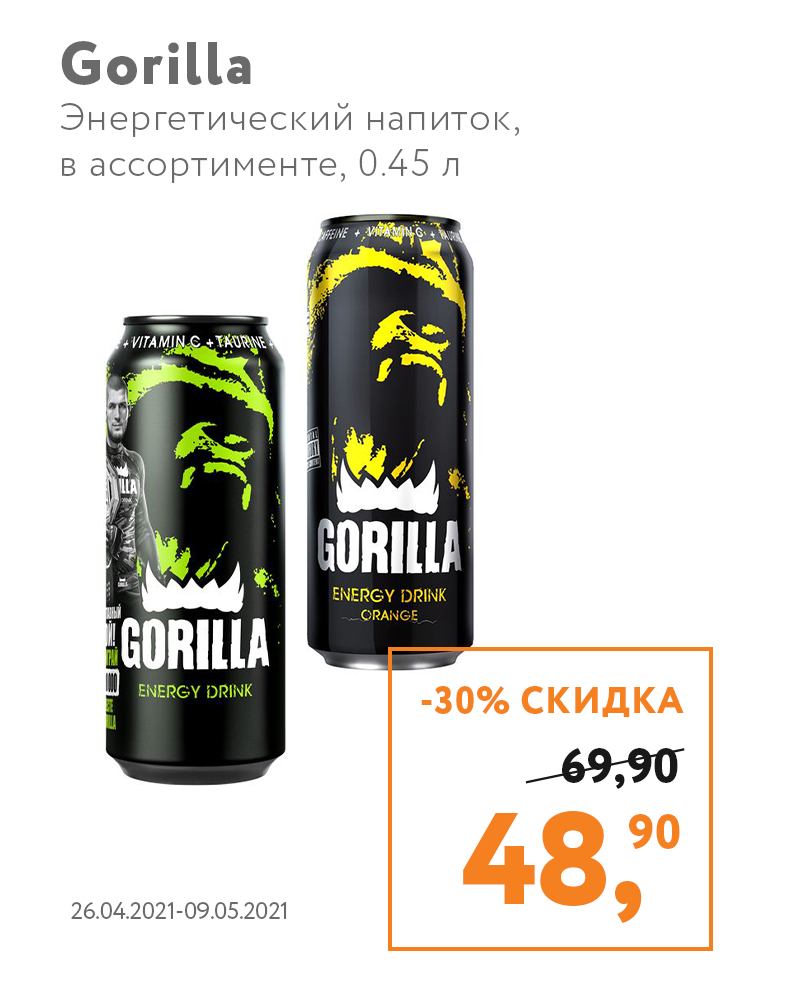 Gorilla
Энергетический напиток,
в ассортименте, 0.45 л
+ VITAMIN C + TAURINE +
GORILLA
ENERGY DRINK
+ VITAMIN C +
GORILLA
ENERGY DRINK
ORANGE
-30% СКИДКА
69,90
48,90
26.04.2021-09.05.2021